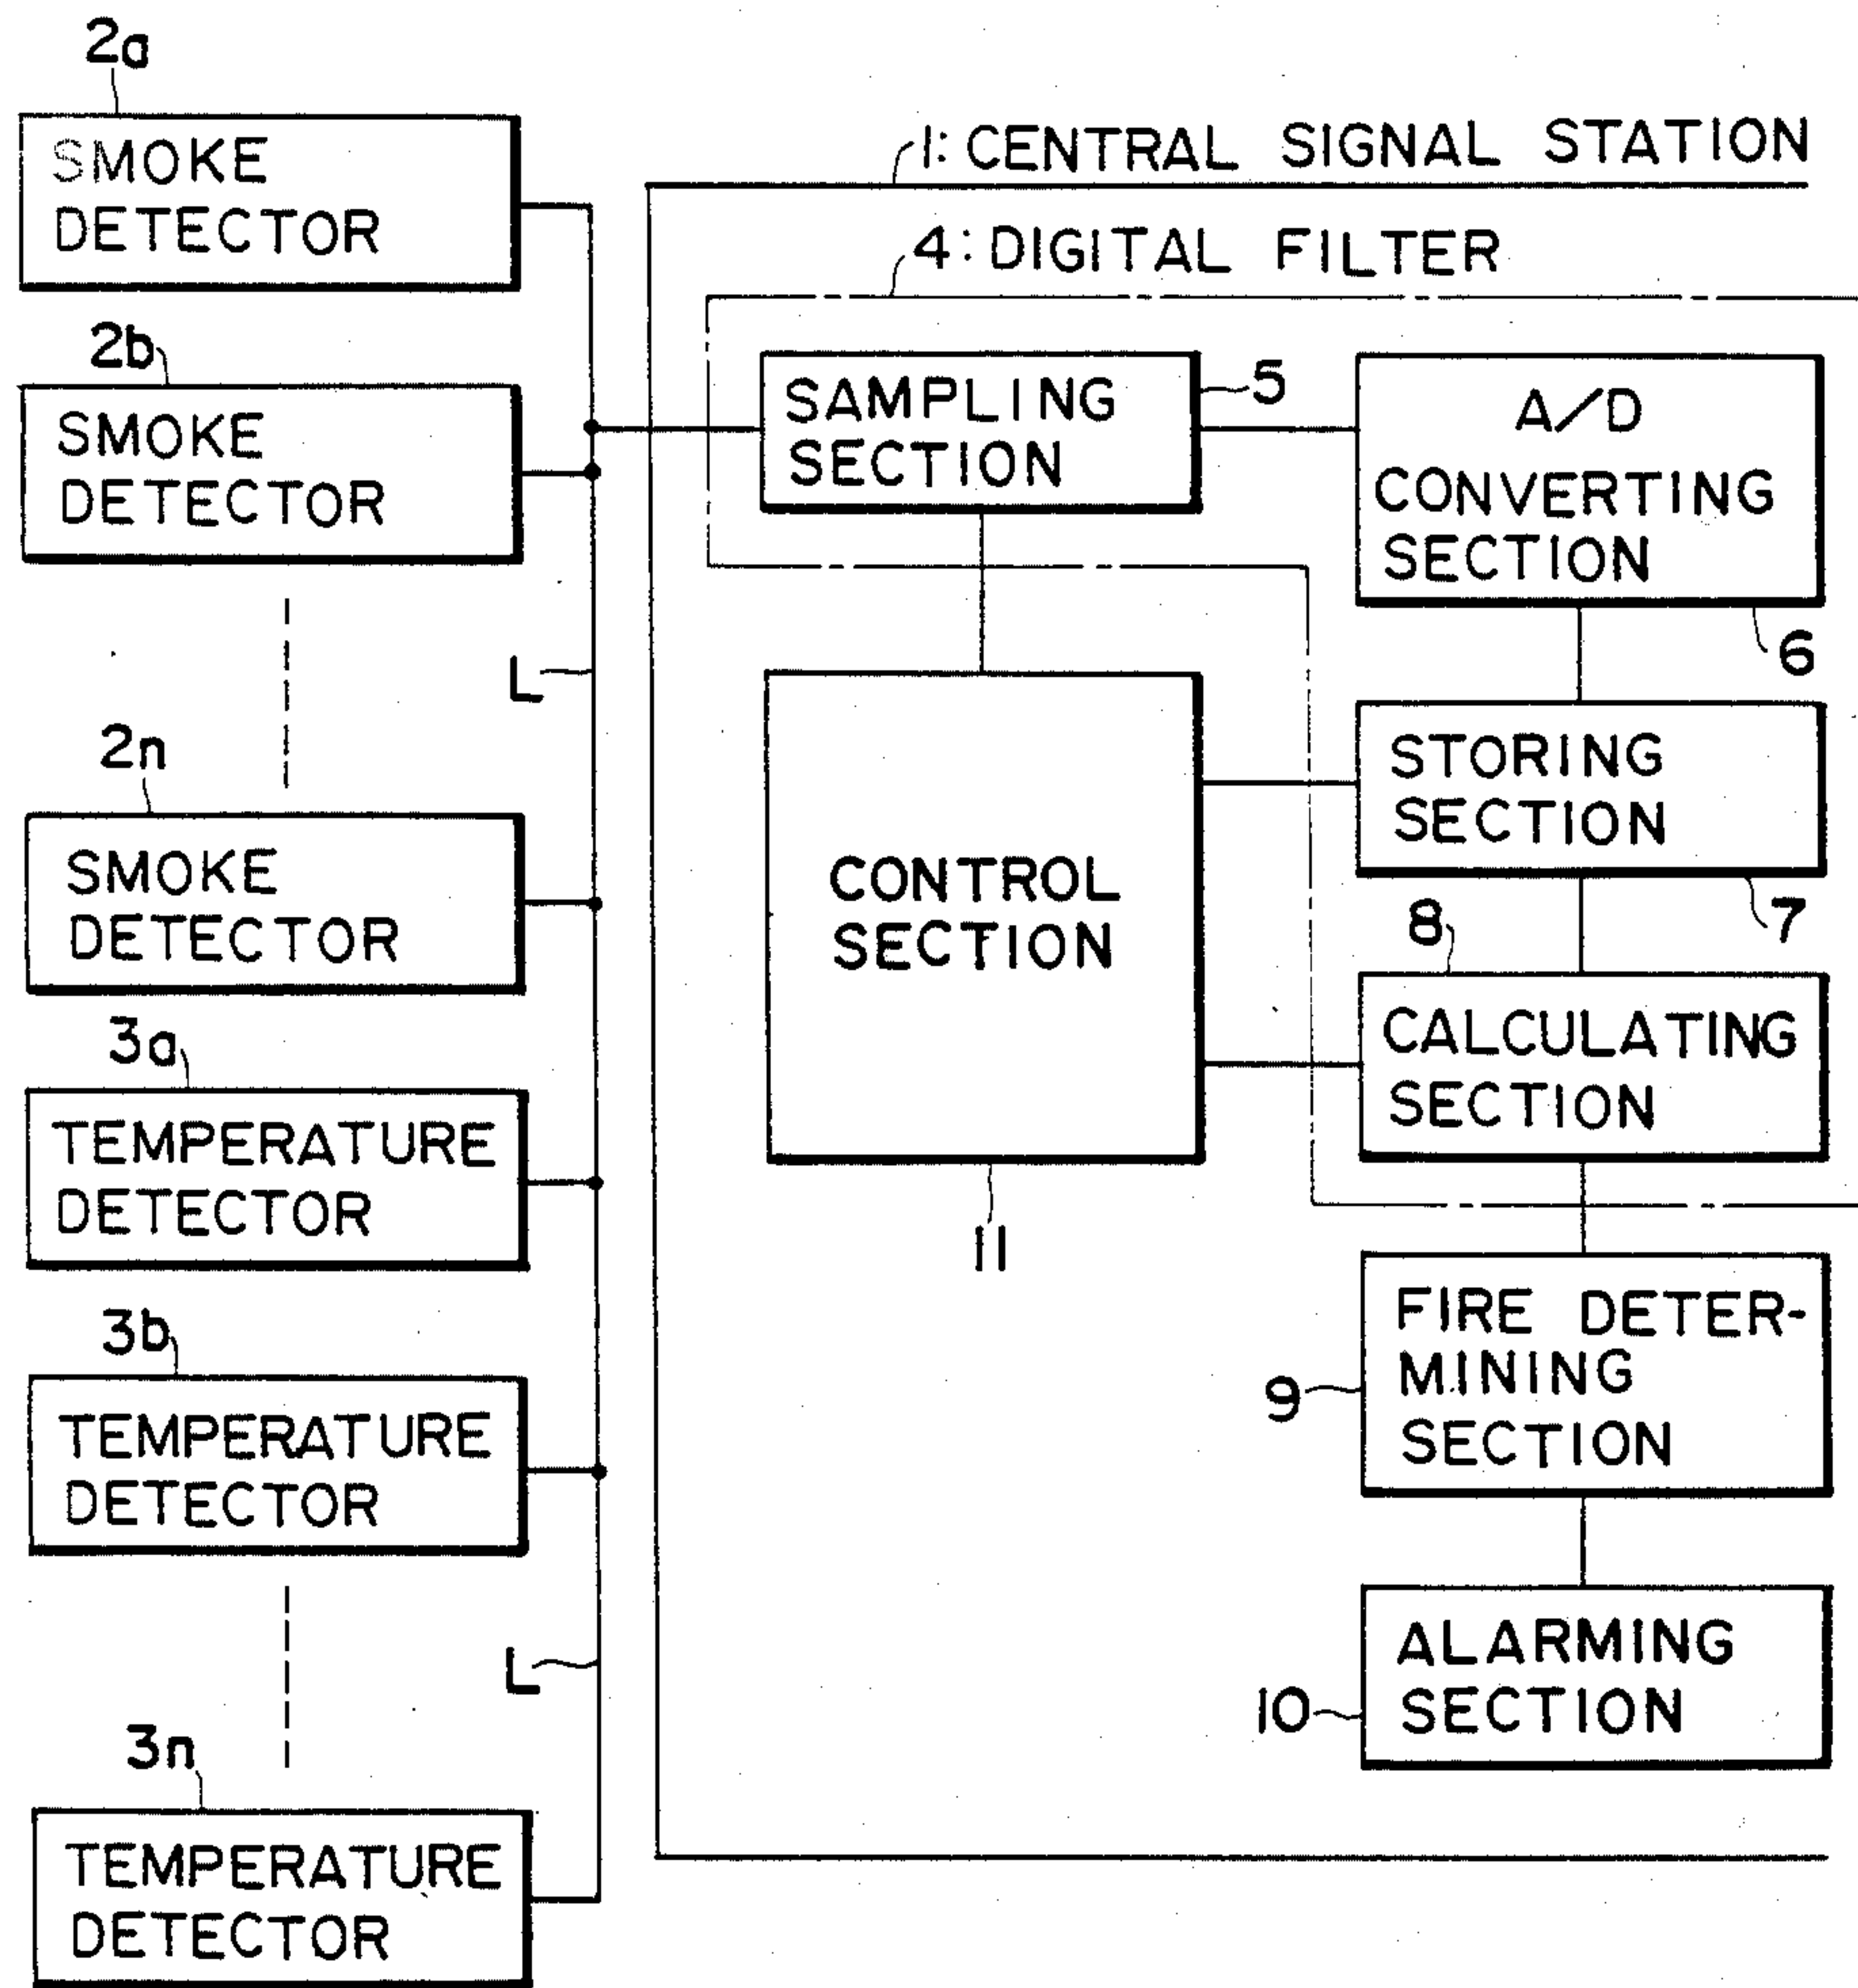 2a
SMOKE
DETECTOR
2b
SMOKE
DETECTOR
L
2n
SMOKE
DETECTOR
3a
TEMPERATURE
DETECTOR
3b
TEMPERATURE
DETECTOR
L
3n
TEMPERATURE
DETECTOR
1: CENTRAL SIGNAL STATION
4: DIGITAL FILTER
SAMPLING
SECTION
5
A/D
CONVERTING
SECTION
6
CONTROL
SECTION
11
STORING
SECTION
7
8
CALCULATING
SECTION
FIRE DETER-
MINING
SECTION
9
ALARMING
SECTION
10